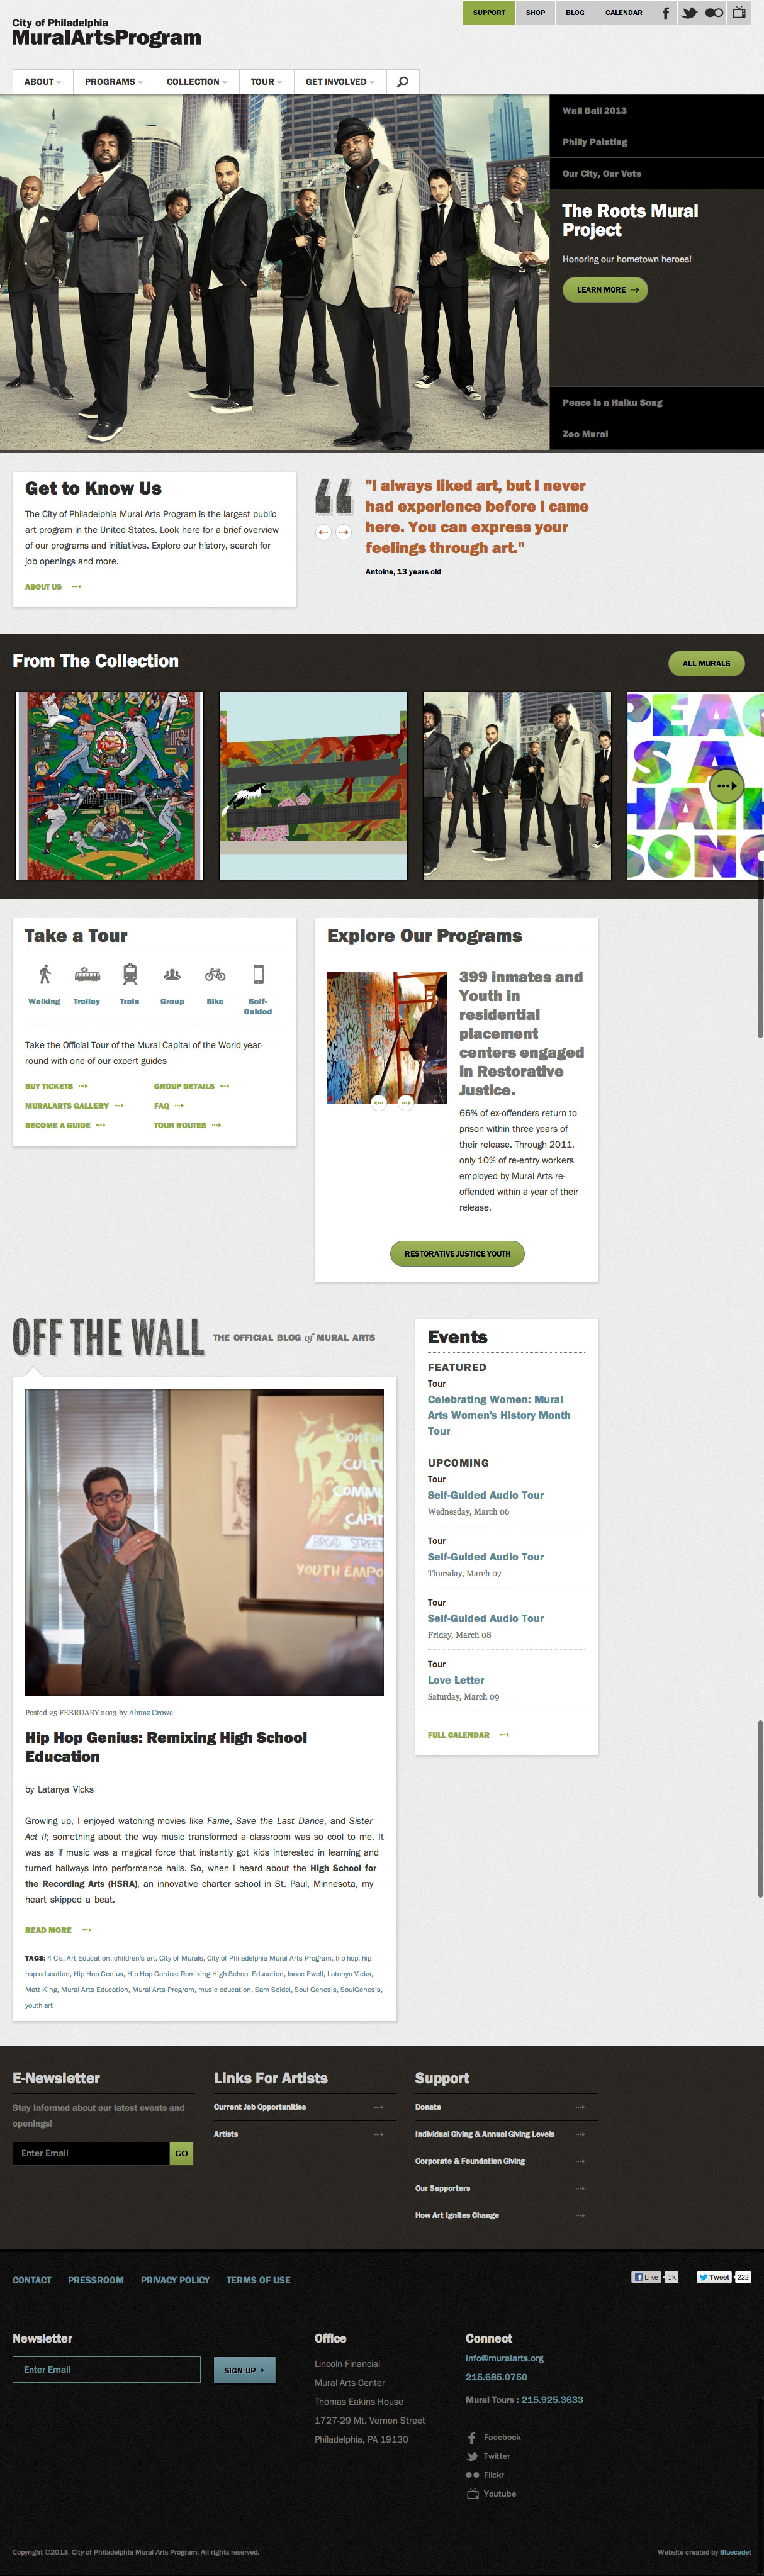 City of Philadelphia
MuralArtsProgram
SUPPORT
SHOP
BLOG
CALENDAR
ABOUT
PROGRAMS
COLLECTION
TOUR
GET INVOLVED
Wall Ball 2013
Philly Painting
Our City, Our Vets
The Roots Mural
Project
Honoring our hometown heroes!
LEARN MORE
Peace is a Haiku Song
Zoo Mural
Get to Know Us
The City of Philadelphia Mural Arts Program is the largest public
art program in the United States. Look here for a brief overview
of our programs and initiatives. Explore our history, search for
job openings and more.
ABOUT US
"I always liked art, but I never
had experience before I came
here. You can express your
feelings through art."
Antoine, 13 years old
From The Collection
ALL MURALS
PEAC
S A
HAIK
SONG
Take a Tour
Walking
Trolley
Train
Group
Bike
Self-
Guided
Take the Official Tour of the Mural Capital of the World year-
round with one of our expert guides
BUY TICKETS
GROUP DETAILS
MURALARTS GALLERY
FAQ
BECOME A GUIDE
TOUR ROUTES
Explore Our Programs
399 inmates and
Youth in
residential
placement
centers engaged
in Restorative
Justice.
66% of ex-offenders return to
prison within three years of
their release. Through 2011,
only 10% of re-entry workers
employed by Mural Arts re-
offended within a year of their
release.
RESTORATIVE JUSTICE YOUTH
OFF THE WALL
THE OFFICIAL BLOG of MURAL ARTS
CONT
CULT
COMMU
CAPIT
BROAD STREET
YOUTH EMPO
Posted 25 FEBRUARY 2013 by Almaz Crowe
Hip Hop Genius: Remixing High School
Education
by Latanya Vicks
Growing up, I enjoyed watching movies like Fame, Save the Last Dance, and Sister
Act II; something about the way music transformed a classroom was so cool to me. It
was as if music was a magical force that instantly got kids interested in learning and
turned hallways into performance halls. So, when I heard about the High School for
the Recording Arts (HSRA), an innovative charter school in St. Paul, Minnesota, my
heart skipped a beat.
READ MORE
TAGS: 4 C's, Art Education, children's art, City of Murals, City of Philadelphia Mural Arts Program, hip hop, hip
hop education, Hip Hop Genius, Hip Hop Genius: Remixing High School Education, Isaac Ewell, Latanya Vicks,
Matt King, Mural Arts Education, Mural Arts Program, music education, Sam Seidel, Soul Genesis, SoulGenesis,
youth art
Events
FEATURED
Tour
Celebrating Women: Mural
Arts Women's History Month
Tour
UPCOMING
Tour
Self-Guided Audio Tour
Wednesday, March 06
Tour
Self-Guided Audio Tour
Thursday, March 07
Tour
Self-Guided Audio Tour
Friday, March 08
Tour
Love Letter
Saturday, March 09
FULL CALENDAR
E-Newsletter
Stay informed about our latest events and
openings!
Enter Email
GO
Links For Artists
Current Job Opportunities
Artists
Support
Donate
Individual Giving & Annual Giving Levels
Corporate & Foundation Giving
Our Supporters
How Art Ignites Change
CONTACT
PRESSROOM
PRIVACY POLICY
TERMS OF USE
Like
1k
Tweet
222
Newsletter
Enter Email
SIGN UP
Office
Lincoln Financial
Mural Arts Center
Thomas Eakins House
1727-29 Mt. Vernon Street
Philadelphia, PA 19130
Connect
info@muralarts.org
215.685.0750
Mural Tours : 215.925.3633
Facebook
Twitter
Flickr
Youtube
Copyright ©2013, City of Philadelphia Mural Arts Program. All rights reserved.
Website created by Bluecadet